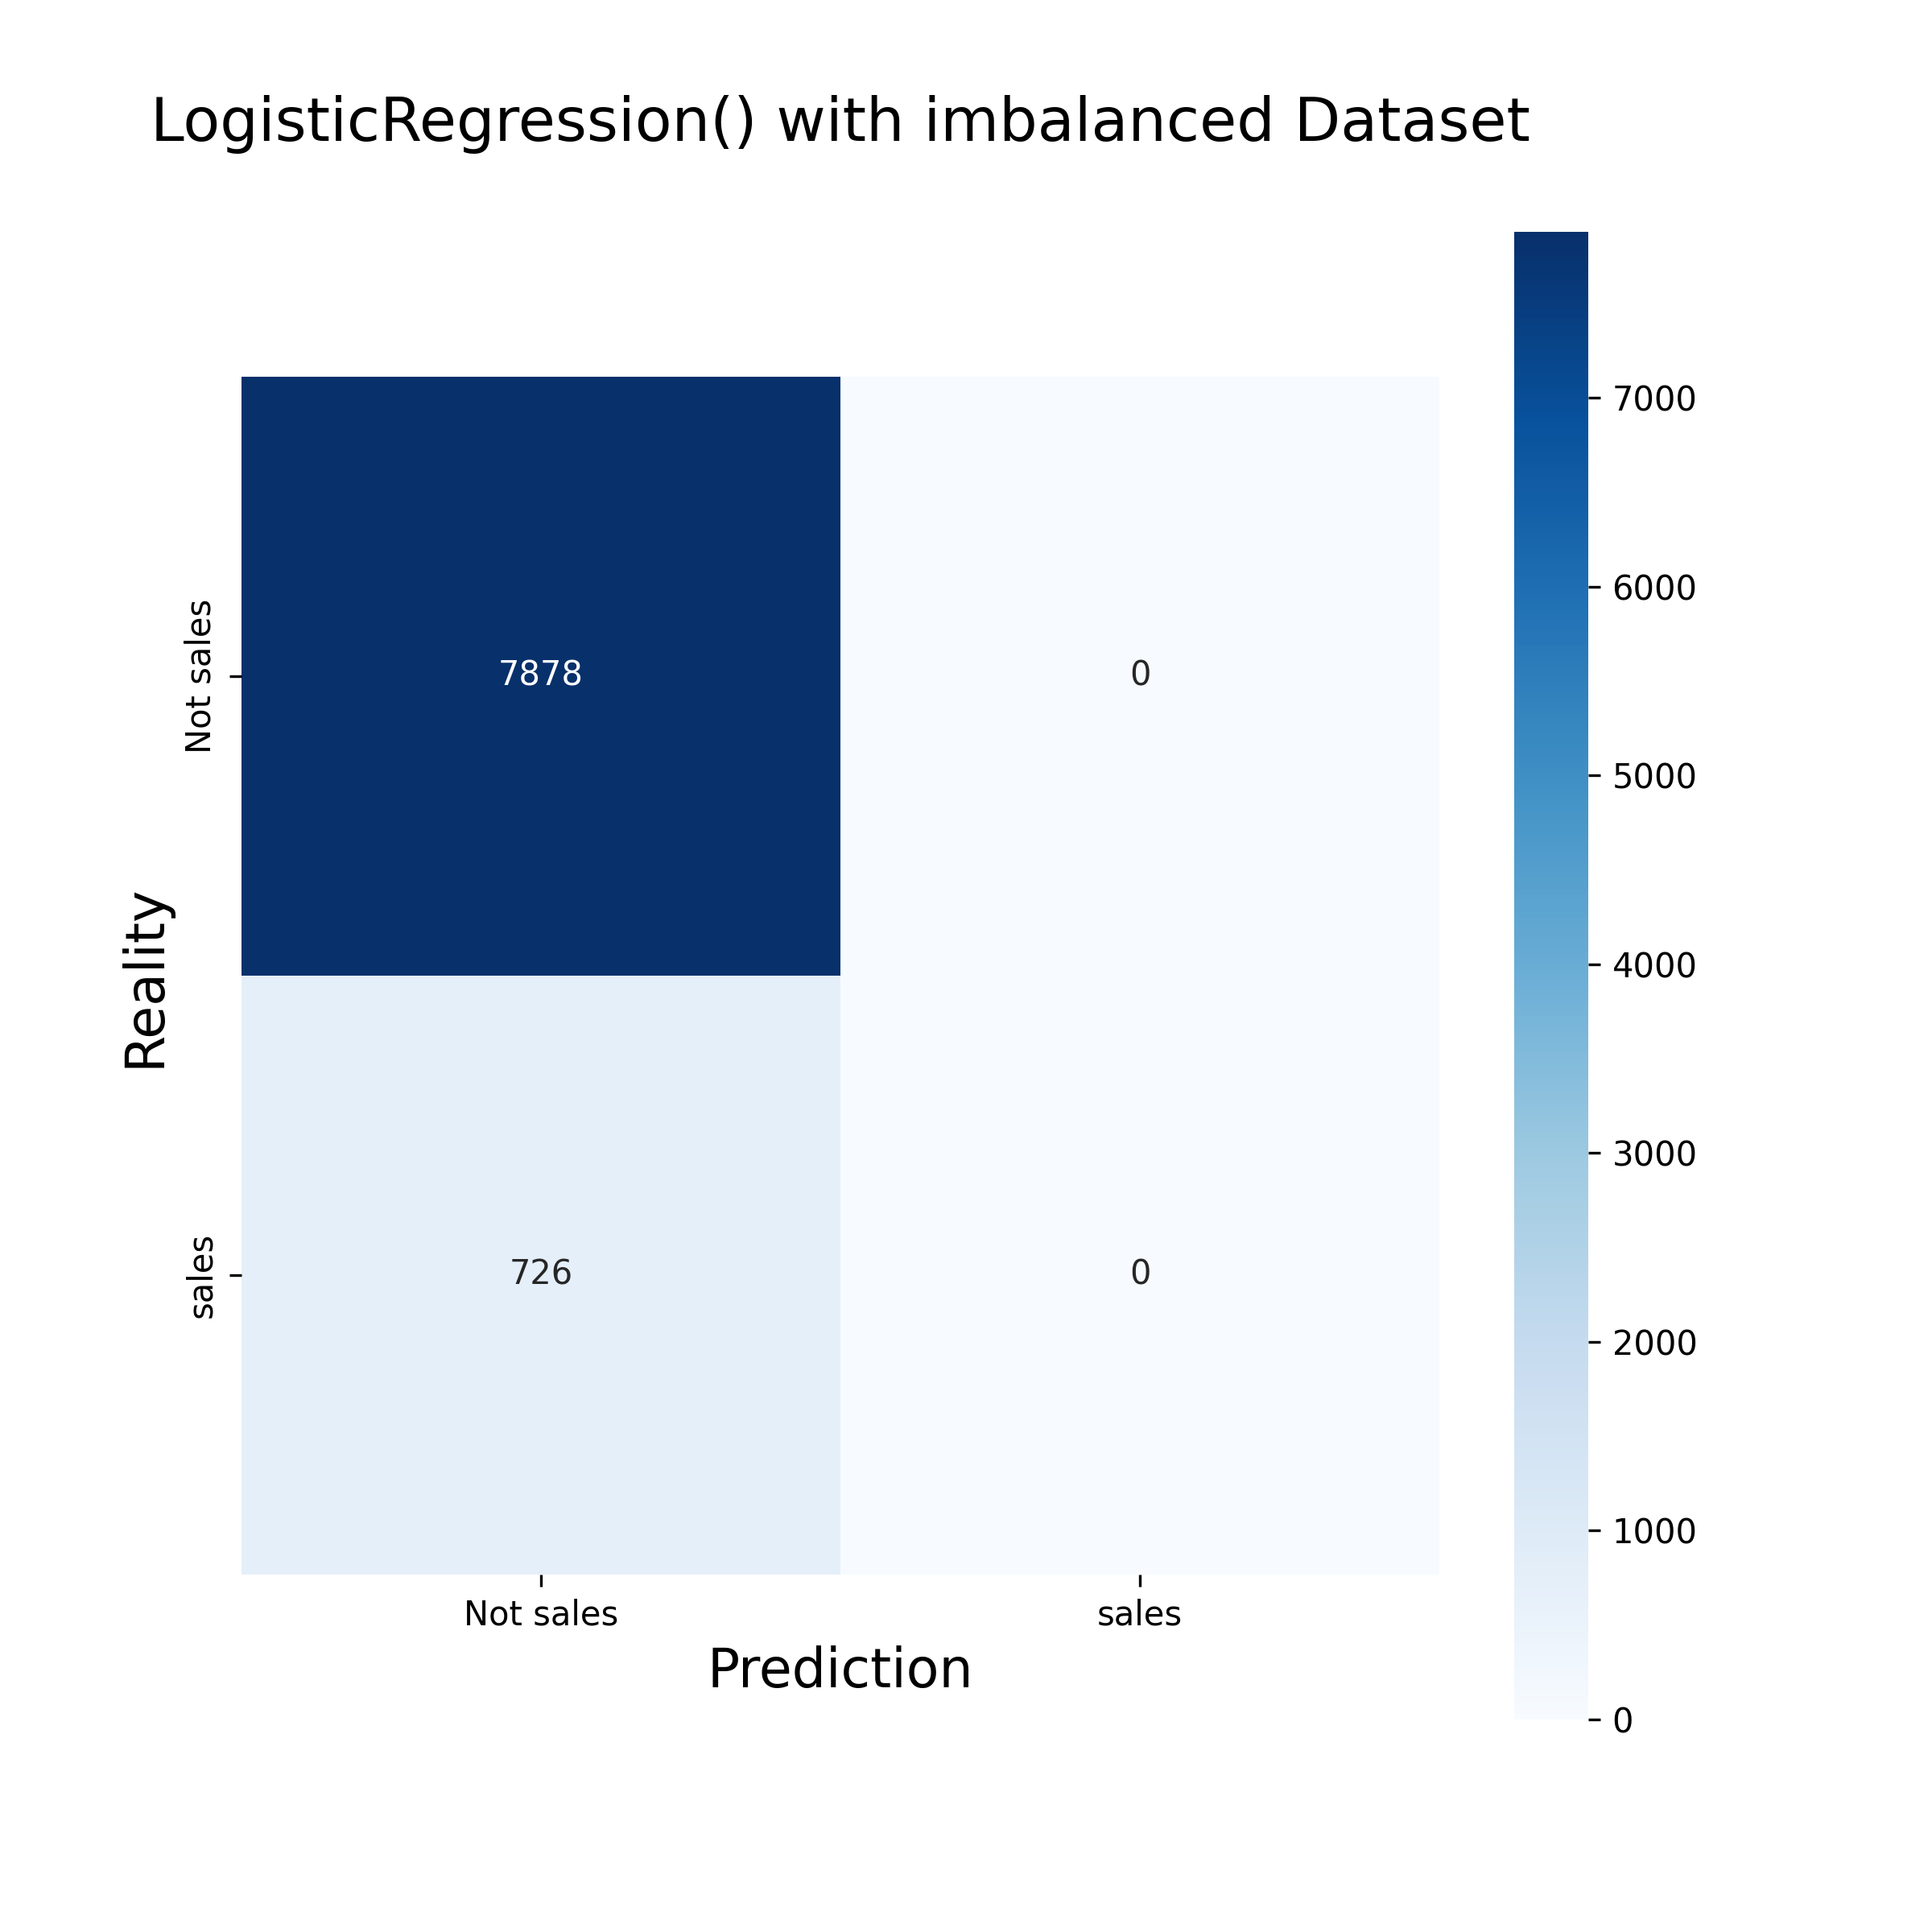 LogisticRegression() with imbalanced Dataset
7000
6000
5000
4000
3000
2000
1000
0
Reality
Not sales
sales
7878
0
726
0
Not sales
sales
Prediction